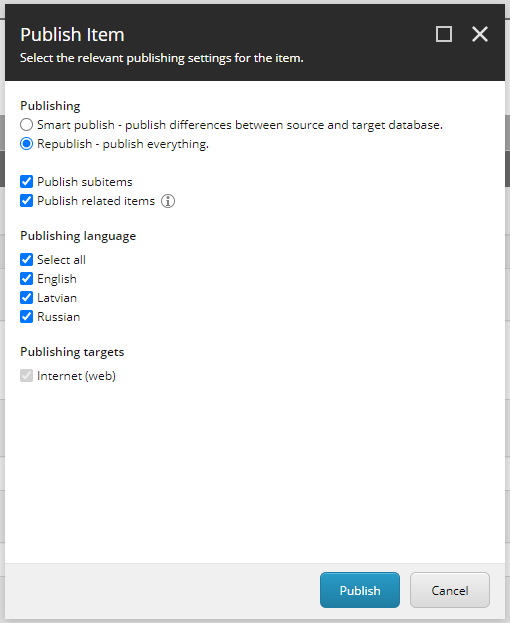 Publish Item
Select the relevant publishing settings for the item.
Publishing
Smart publish - publish differences between source and target database.
Republish - publish everything.
Publish subitems
Publish related items
Publishing language
Select all
English
Latvian
Russian
Publishing targets
Internet (web)
Publish
Cancel